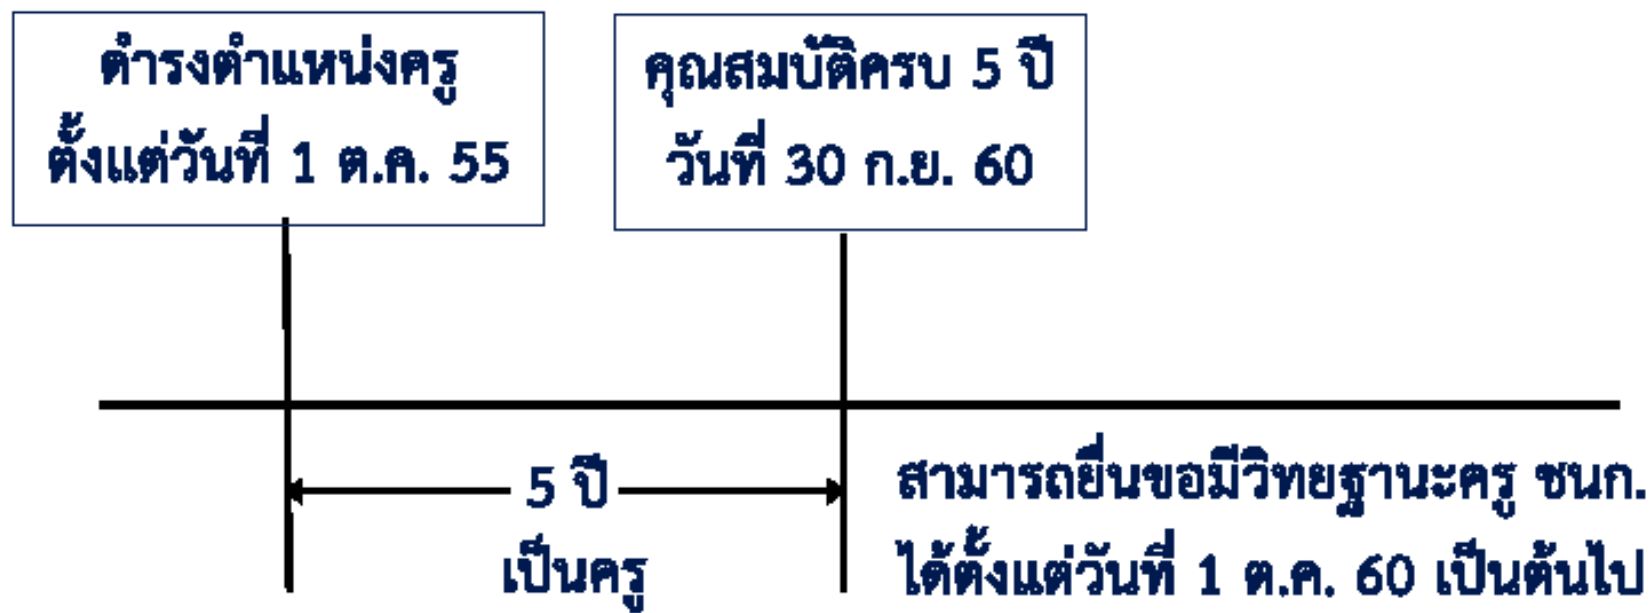 ดำรงตำแหน่งครู
ตั้งแต่วันที่ 1 ต.ค. 55
คุณสมบัติครบ 5 ปี
วันที่ 30 ก.ย. 60
5 ปี
เป็นครู
สามารถยื่นขอมีวิทยฐานะครู ชนก.
ได้ตั้งแต่วันที่ 1 ต.ค. 60 เป็นต้นไป